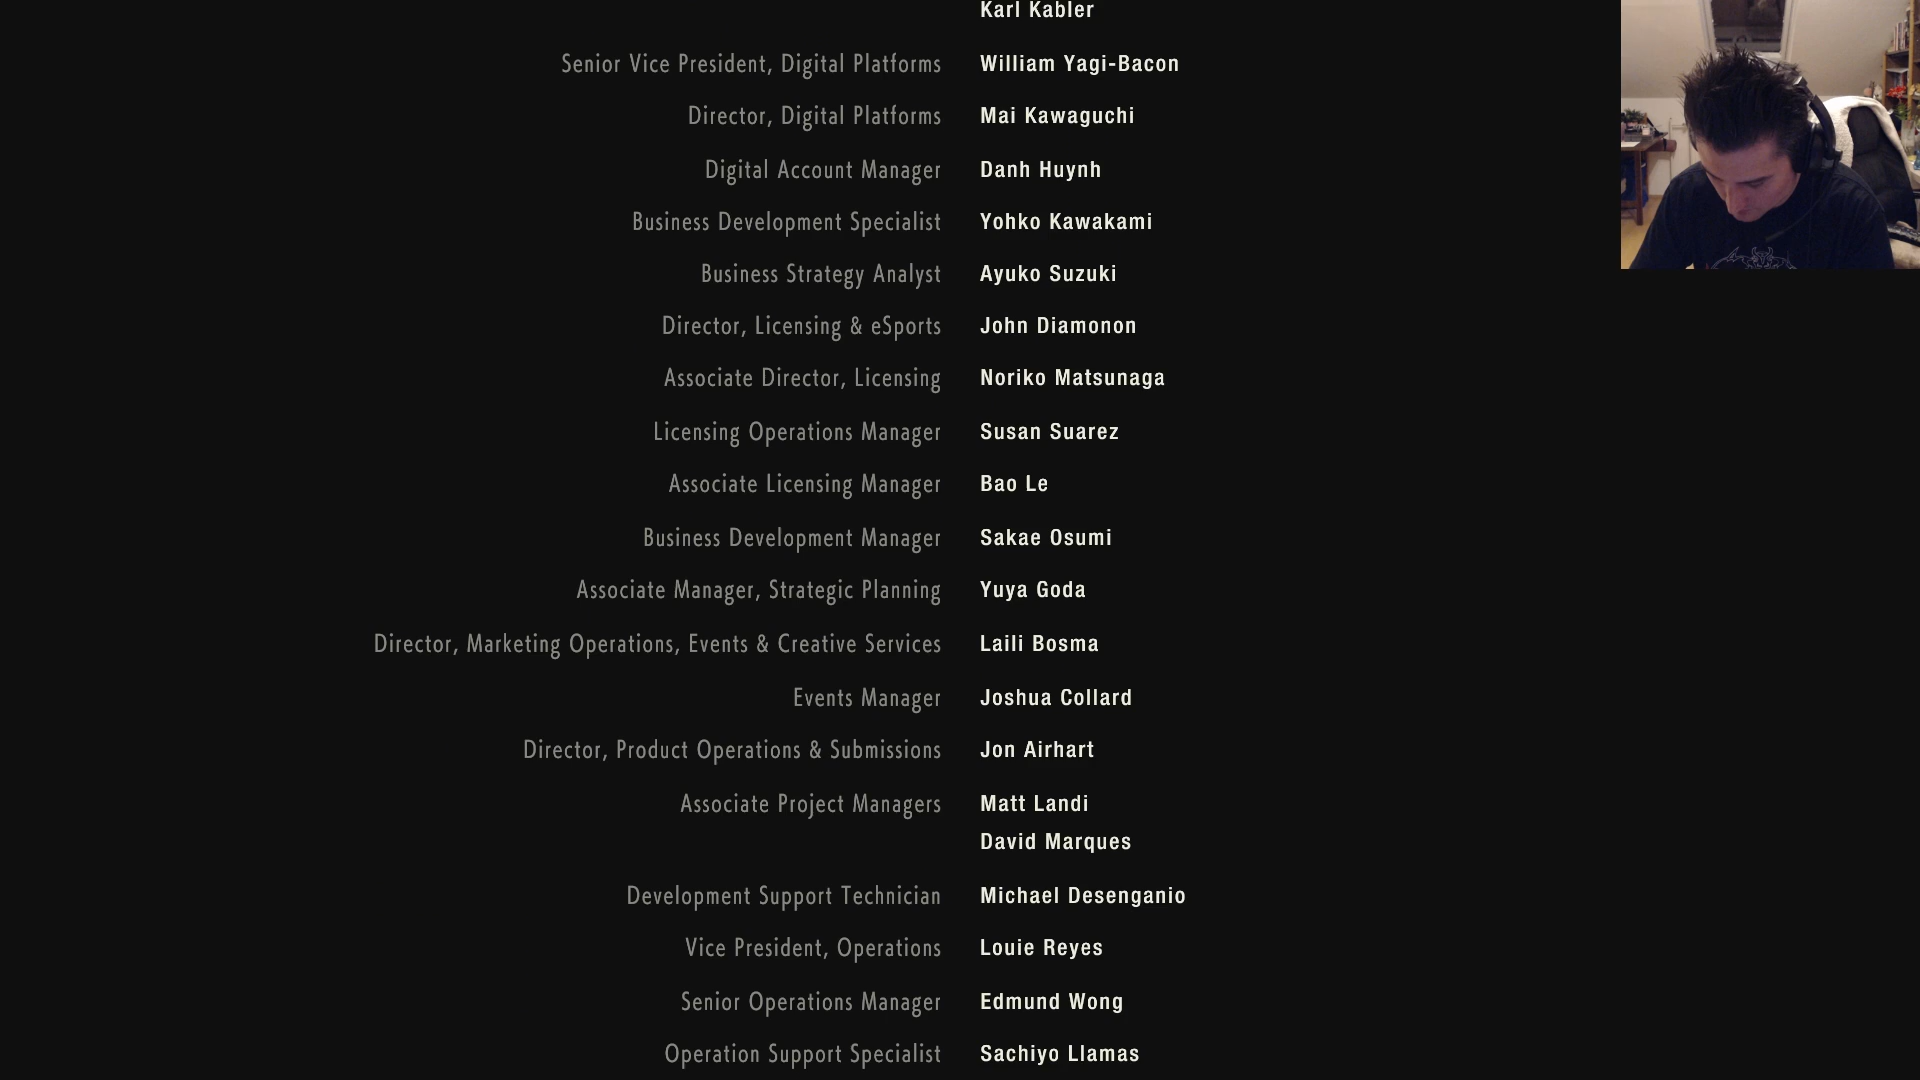 Karl Kabler
Senior Vice President, Digital Platforms William Yagi-Bacon
Director, Digital Platforms Mai Kawaguchi
Digital Account Manager Danh Huynh
Business Development Specialist Yohko Kawakami
Business Strategy Analyst Ayuko Suzuki
Director, Licensing & eSports John Diamonon
Associate Director, Licensing Noriko Matsunaga
Licensing Operations Manager Susan Suarez
Associate Licensing Manager Bao Le
Business Development Manager Sakae Osumi
Associate Manager, Strategic Planning Yuya Goda
Director, Marketing Operations, Events & Creative Services Laili Bosma
Events Manager Joshua Collard
Director, Product Operations & Submissions Jon Airhart
Associate Project Managers Matt Landi
David Marques
Development Support Technician Michael Desenganio
Vice President, Operations Louie Reyes
Senior Operations Manager Edmund Wong
Operation Support Specialist Sachiyo Llamas